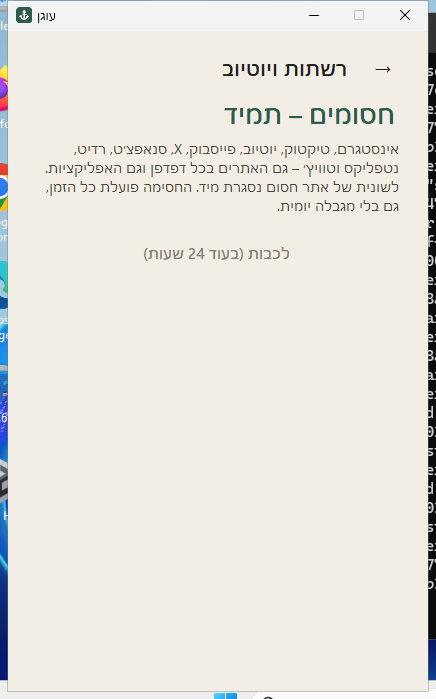 עוגן
רשתות ויוטיוב
חסומים – תמיד
אינסטגרם, טיקטוק, יוטיוב, פייסבוק, X, סנאפצ׳ט, רדיט,
נטפליקס וטוויץ׳ – גם האתרים בכל דפדפן וגם האפליקציות.
לשונית של אתר חסום נסגרת מיד. החסימה פועלת כל הזמן,
גם בלי מגבלה יומית.
לכבות (בעוד 24 שעות)